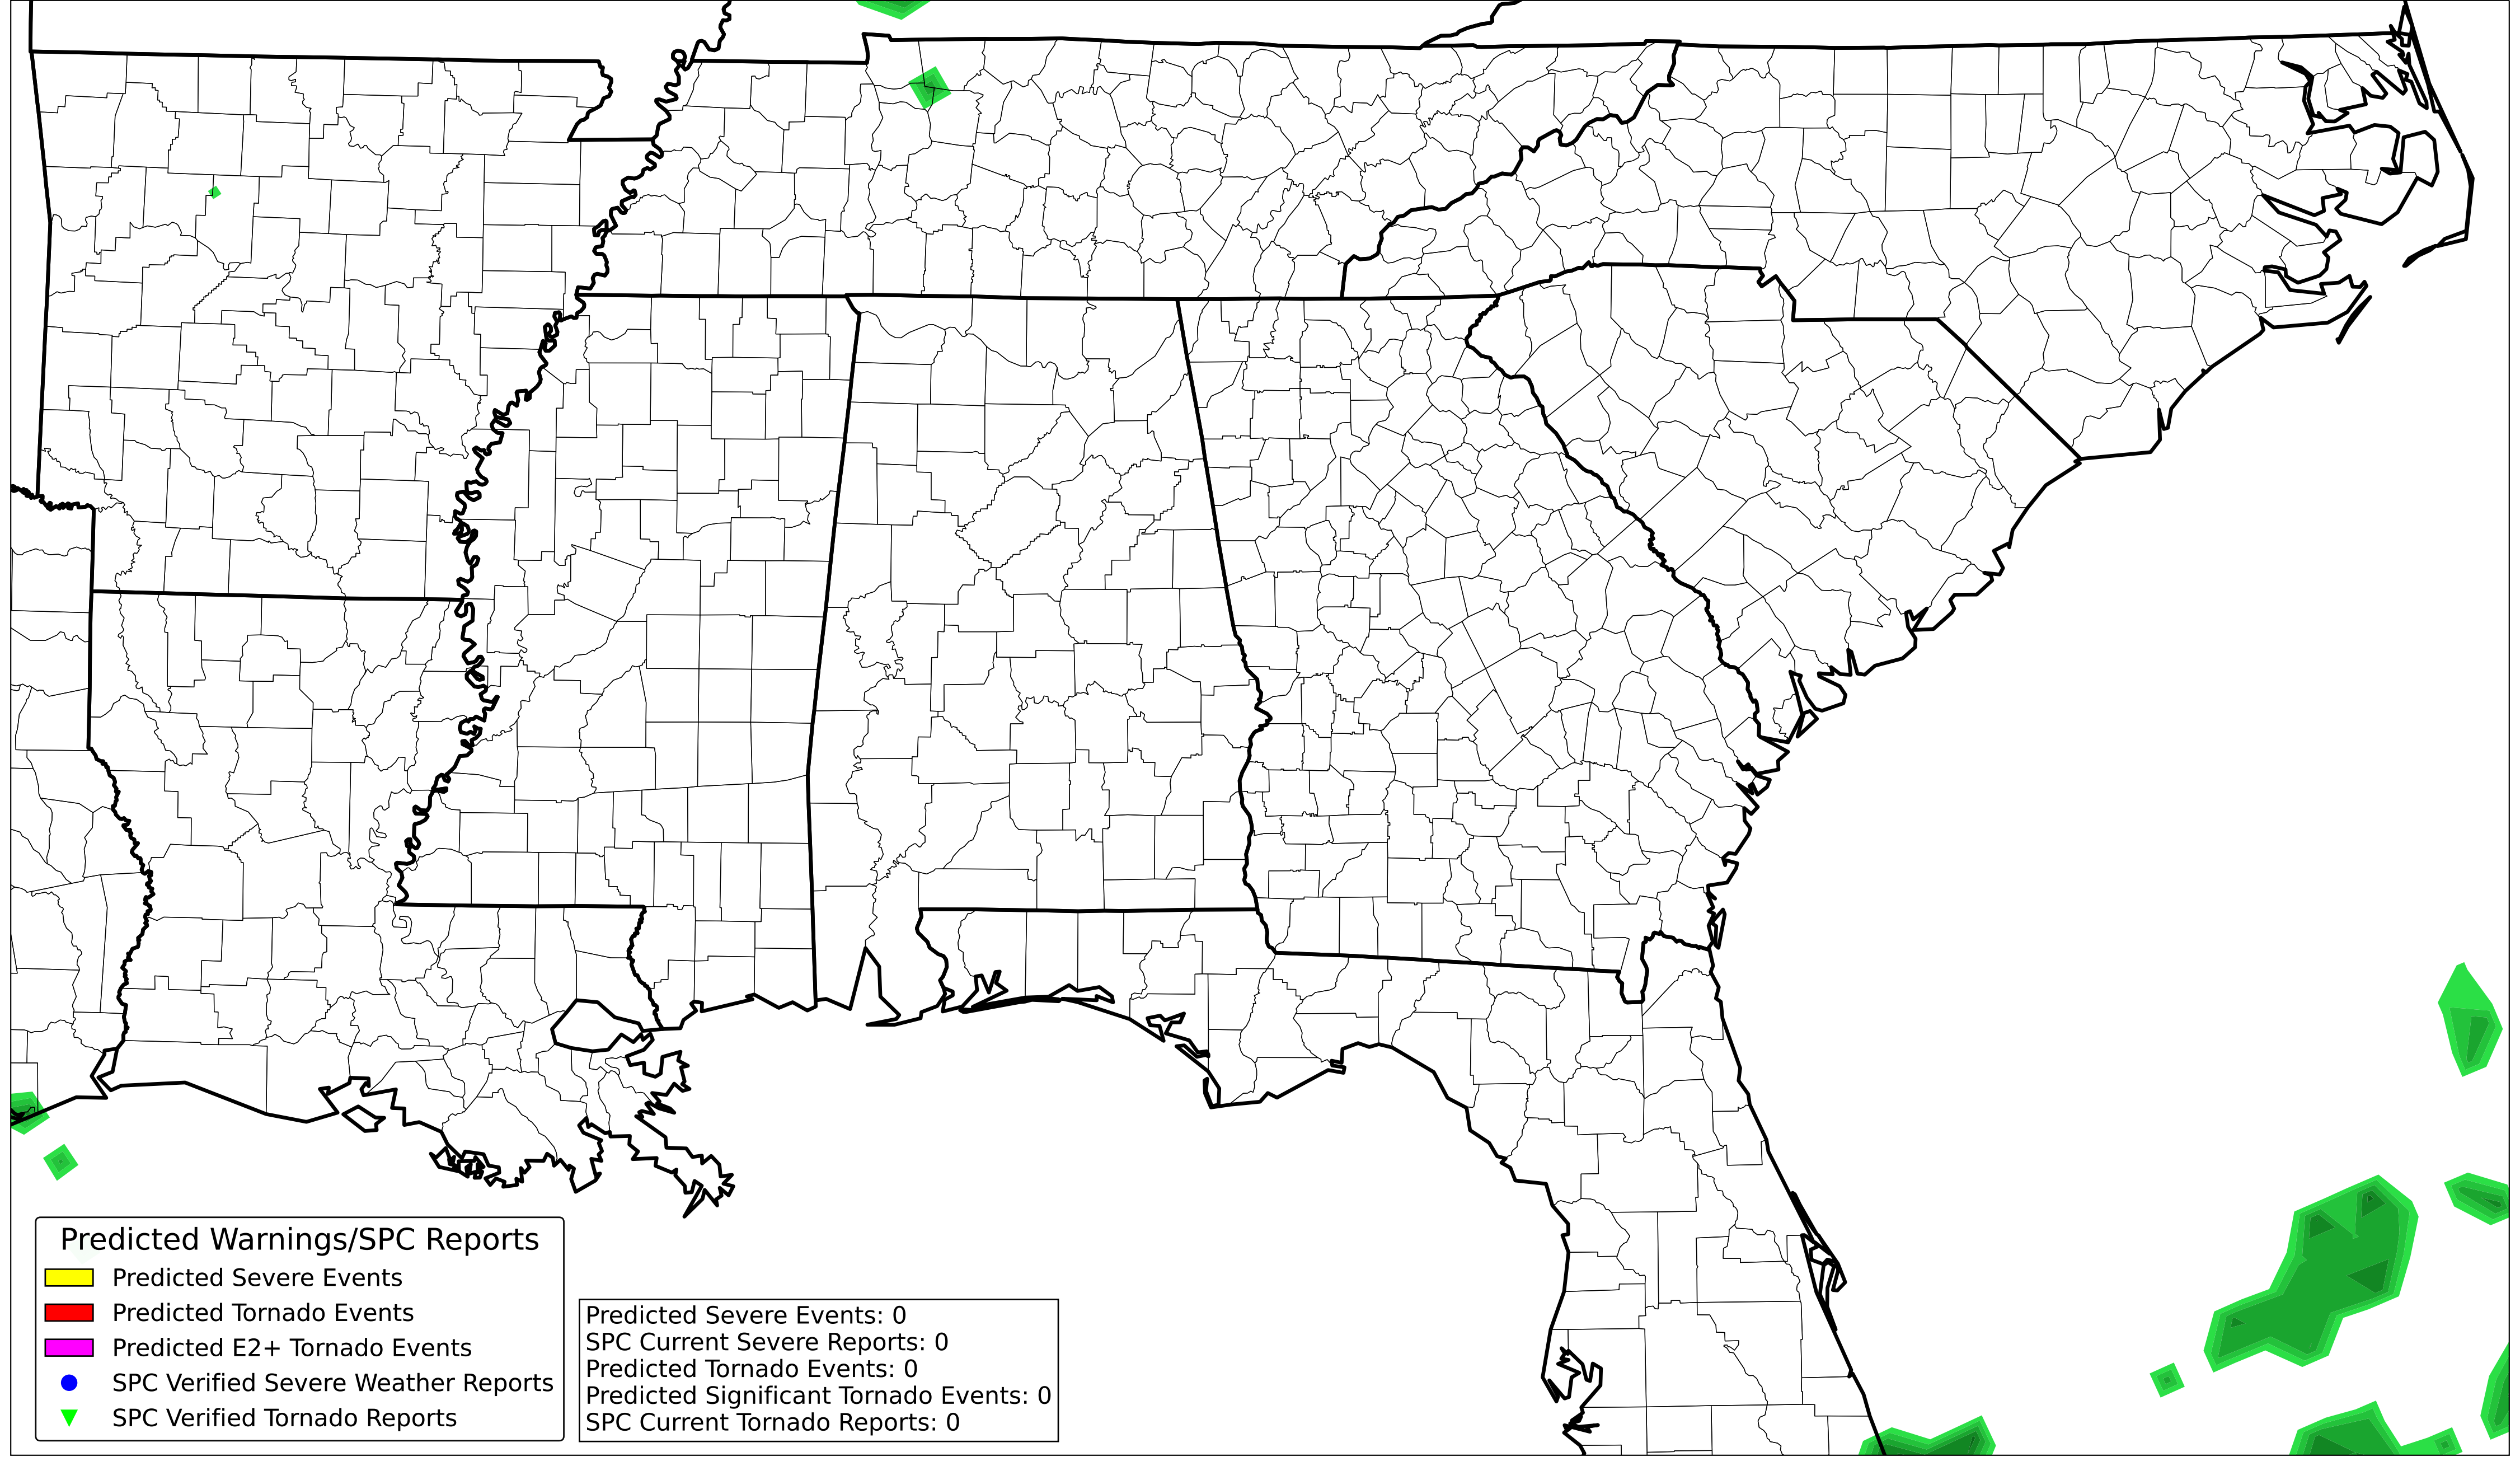 Predicted Warnings/SPC Reports
Predicted Severe Events
Predicted Tornado Events
Predicted E2+ Tornado Events
SPC Verified Severe Weather Reports
SPC Verified Tornado Reports
Predicted Severe Events: 0
SPC Current Severe Reports: 0
Predicted Tornado Events: 0
Predicted Significant Tornado Events: 0
SPC Current Tornado Reports: 0